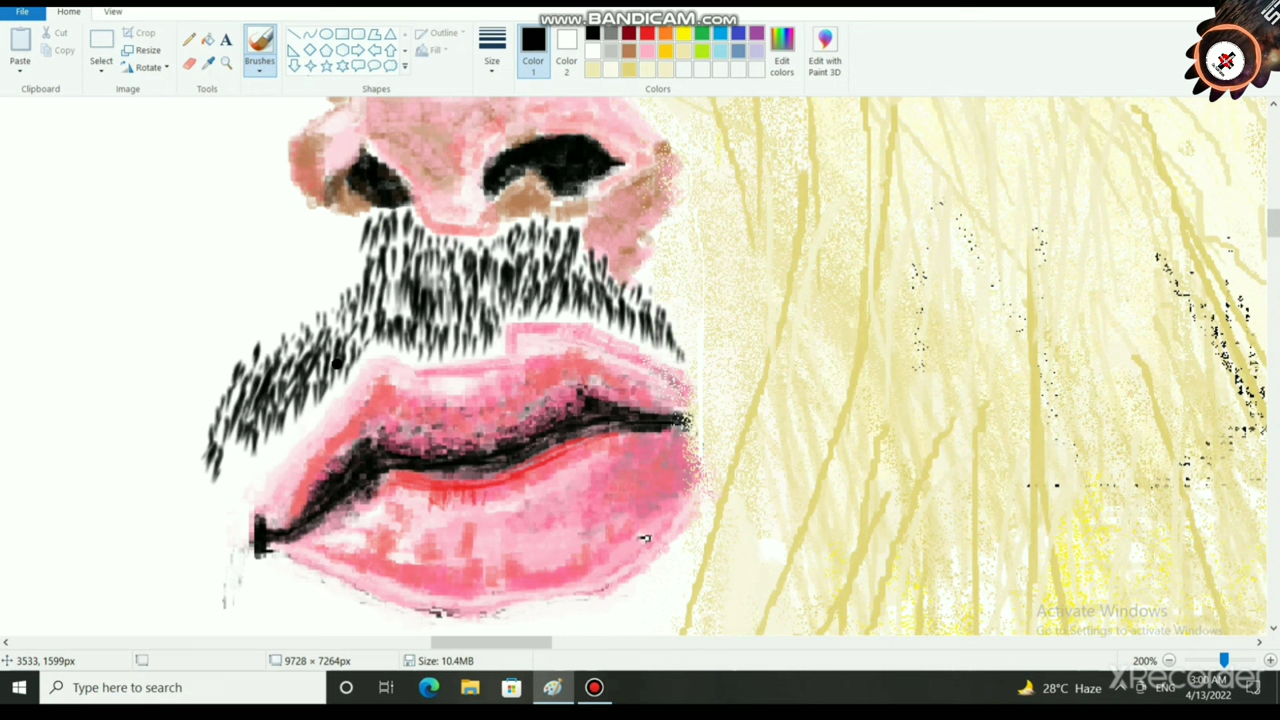 www.BANDICAM.com
File
Home
View
Paste
Cut
Copy
Clipboard
Select
Crop
Resize
Rotate
Image
Tools
Brushes
Shapes
Outline
Fill
Size
Color
1
Color
2
Edit
colors
Colors
Edit with
Paint 3D
Activate Windows
Go to Settings to activate Windows.
3533, 1599px
9728 × 7264px
Size: 10.4MB
200%
XRecorder
Type here to search
28°C Haze
ENG
3:00 AM
4/13/2022